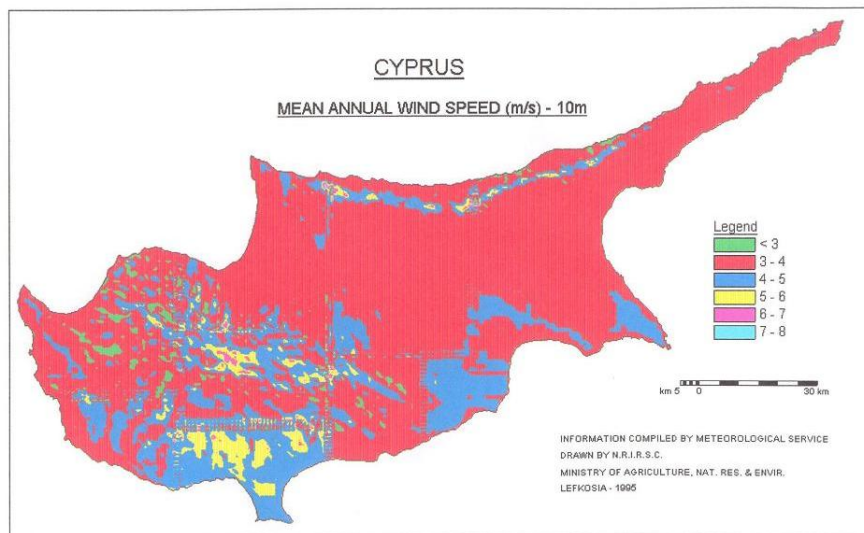 CYPRUS
MEAN ANNUAL WIND SPEED (m/s) - 10m
Legend
< 3
3 - 4
4 - 5
5 - 6
6 - 7
7 - 8
km 5 0 30 km
INFORMATION COMPILED BY METEOROLOGICAL SERVICE
DRAWN BY N.R.I.R.S.C.
MINISTRY OF AGRICULTURE, NAT. RES. & ENVIR.
LEFKOSIA - 1995